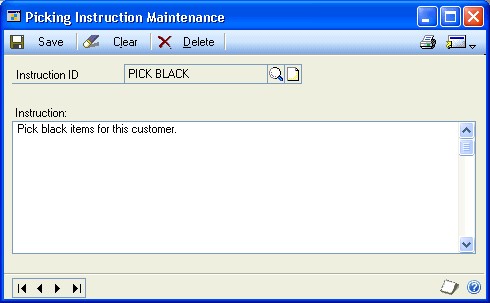 Picking Instruction Maintenance
Save Clear Delete
Instruction ID PICK BLACK
Instruction:
Pick black items for this customer.